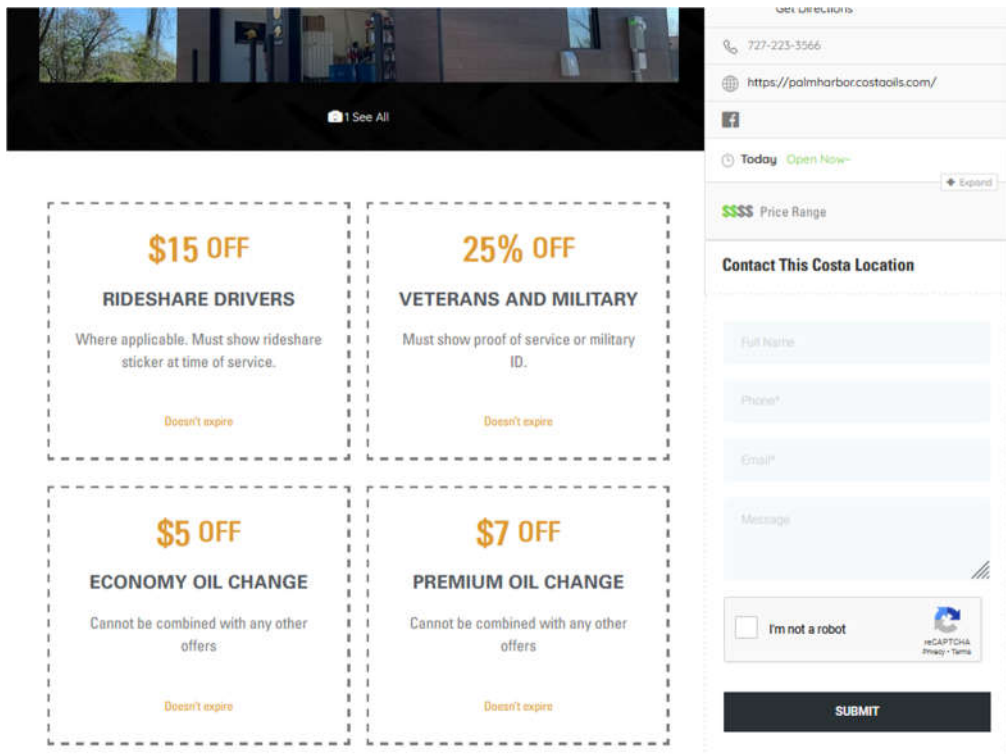 1 See All
$15 OFF
RIDESHARE DRIVERS
Where applicable. Must show rideshare
sticker at time of service.
Doesn't expire
25% OFF
VETERANS AND MILITARY
Must show proof of service or military
ID.
Doesn't expire
$5 OFF
ECONOMY OIL CHANGE
Cannot be combined with any other
offers
Doesn't expire
$7 OFF
PREMIUM OIL CHANGE
Cannot be combined with any other
offers
Doesn't expire
Get Directions
727-223-3566
https://palmharbor.costaoils.com/
Today Open Now~
Expand
$$$$ Price Range
Contact This Costa Location
Full Name
Phone*
Email*
Message
I'm not a robot
reCAPTCHA
Privacy - Terms
SUBMIT